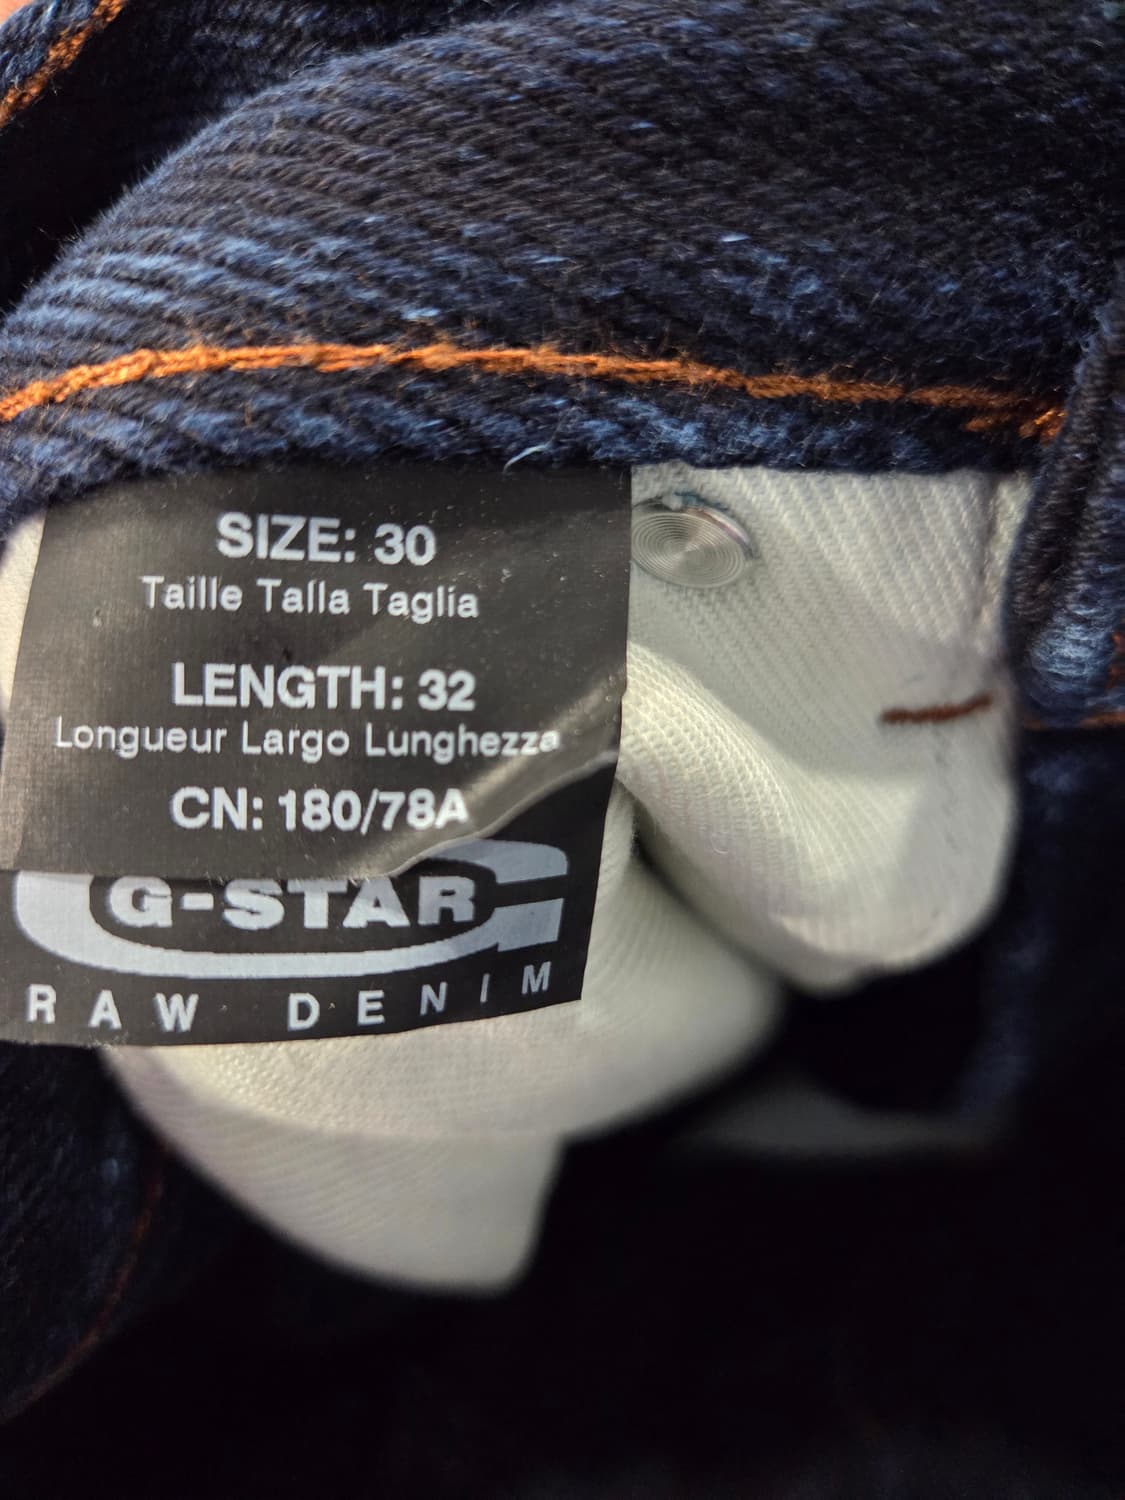 SIZE: 30
Taille Talla Taglia
LENGTH: 32
Longueur Largo Lunghezza
CN: 180/78A
G-STAR
RAW DENIM